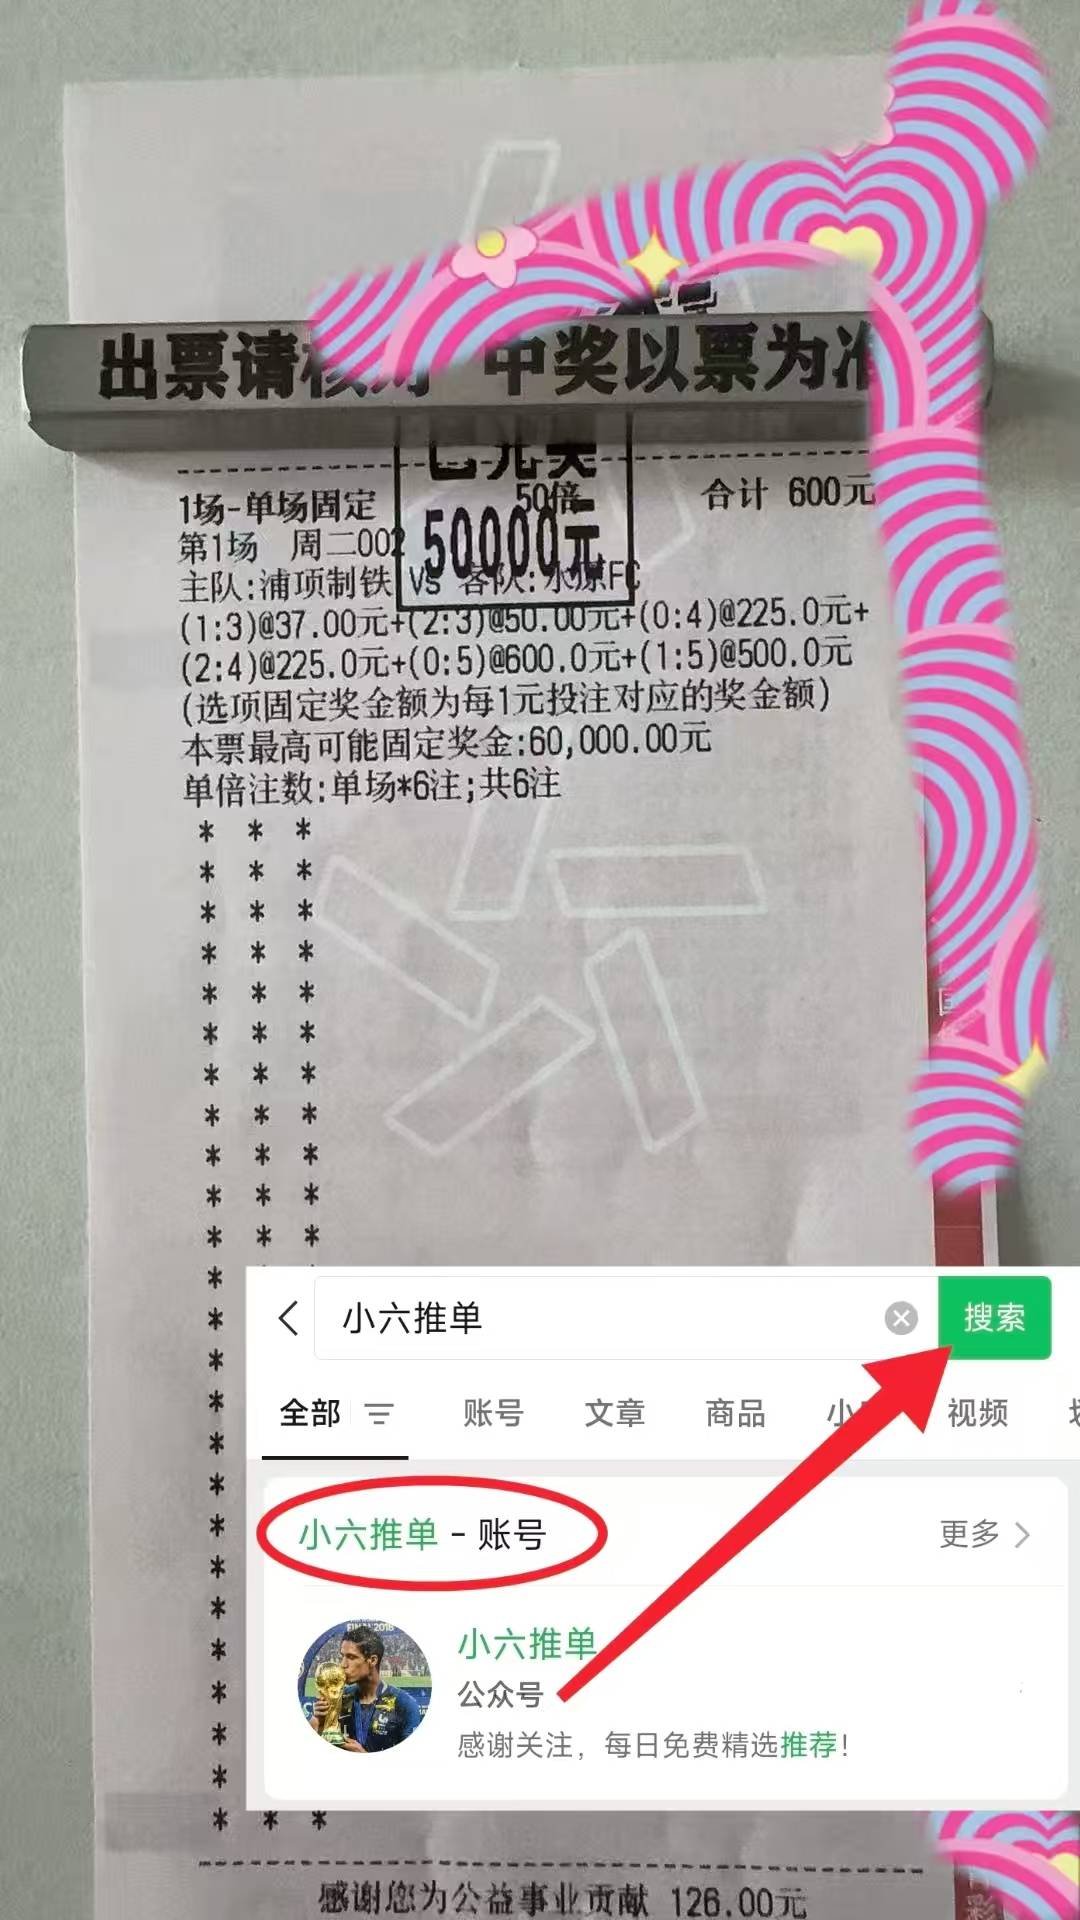 出票请核对 中奖以票为准
已兑奖
50000元
1场-单场固定 50倍 合计 600元
第1场 周二002
主队:浦项制铁 Vs 客队:水原FC
(1:3)@37.00元+(2:3)@50.00元+(0:4)@225.0元+
(2:4)@225.0元+(0:5)@600.0元+(1:5)@500.0元
(选项固定奖金额为每1元投注对应的奖金额)
本票最高可能固定奖金:60,000.00元
单倍注数:单场*6注;共6注
小六推单
搜索
全部 账号 文章 商品 视频
小六推单 - 账号 更多
FINAL 2018
小六推单
公众号
感谢关注，每日免费精选推荐!
感谢您为公益事业贡献 126.00元